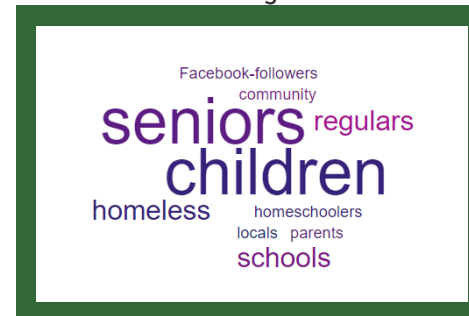 Facebook-followers
community
seniors regulars
children
homeless homeschoolers
locals parents
schools